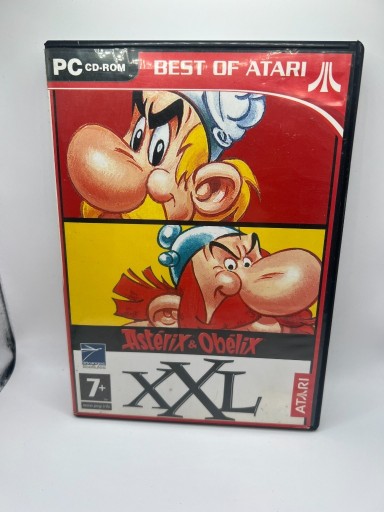 PC CD-ROM BEST OF ATARI
Astérix & Obélix
XXL
7+
ATARI